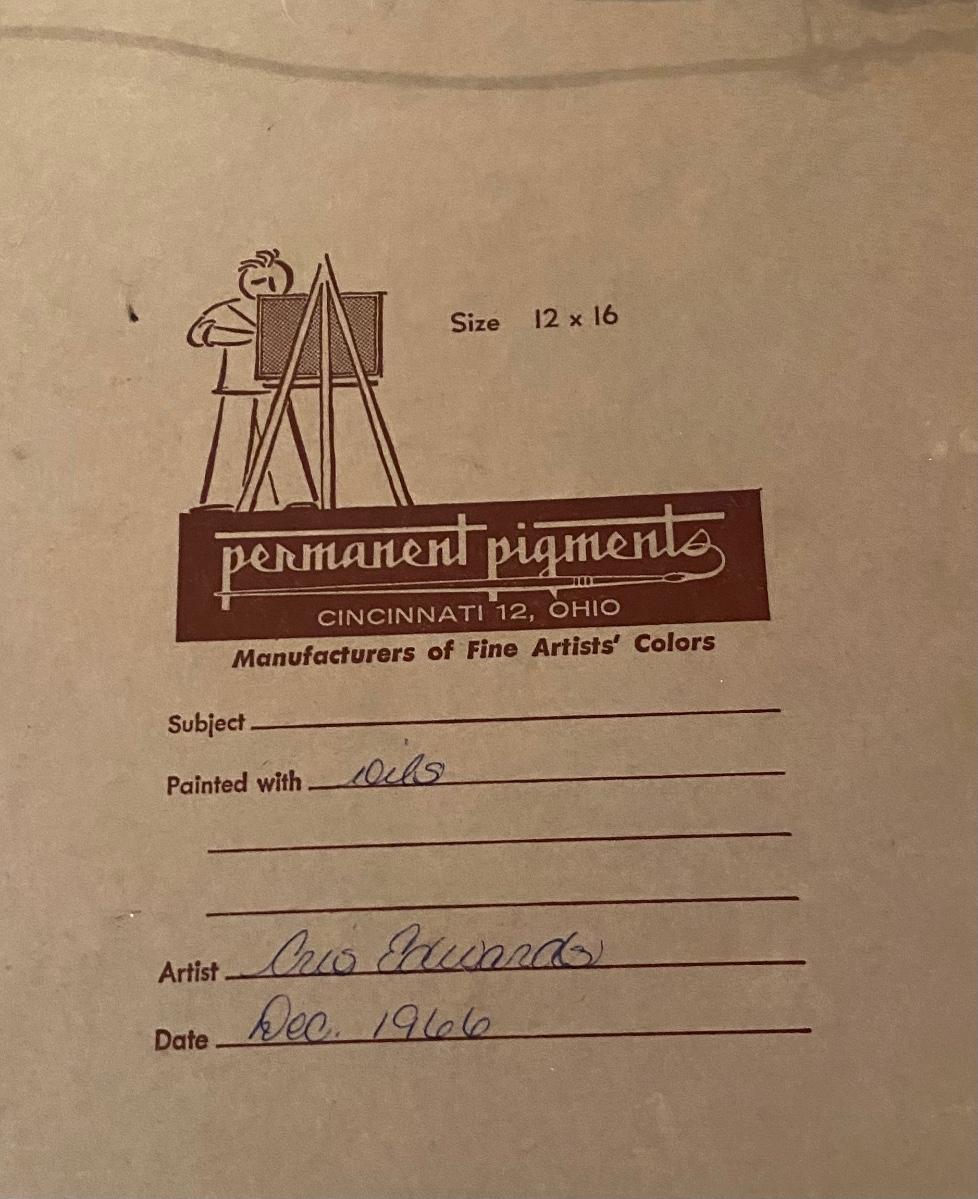 Size 12 x 16
permanent pigments
CINCINNATI 12, OHIO
Manufacturers of Fine Artists' Colors
Subject
Painted with oils
Artist Edwards
Date Dec. 1966